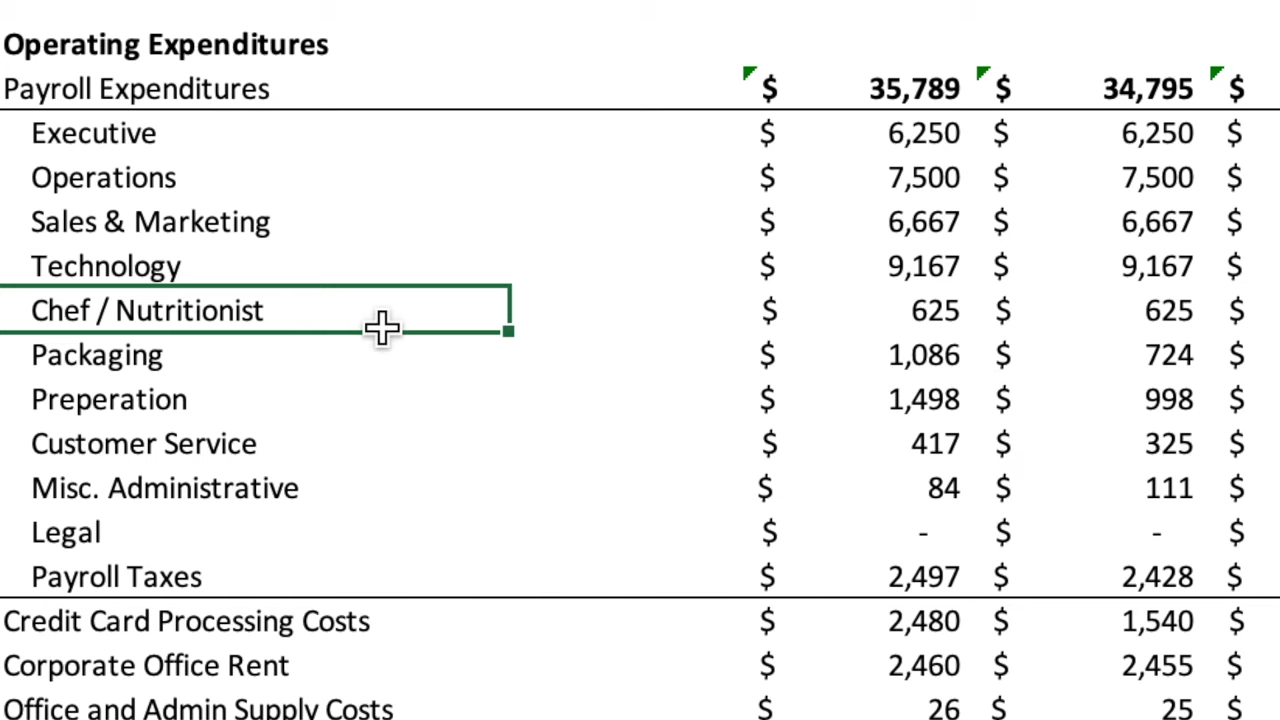 Operating Expenditures
Payroll Expenditures $ 35,789 $ 34,795 $
Executive $ 6,250 $ 6,250 $
Operations $ 7,500 $ 7,500 $
Sales & Marketing $ 6,667 $ 6,667 $
Technology $ 9,167 $ 9,167 $
Chef / Nutritionist $ 625 $ 625 $
Packaging $ 1,086 $ 724 $
Preperation $ 1,498 $ 998 $
Customer Service $ 417 $ 325 $
Misc. Administrative $ 84 $ 111 $
Legal $ - $ - $
Payroll Taxes $ 2,497 $ 2,428 $
Credit Card Processing Costs $ 2,480 $ 1,540 $
Corporate Office Rent $ 2,460 $ 2,455 $
Office and Admin Supply Costs $ 26 $ 25 $